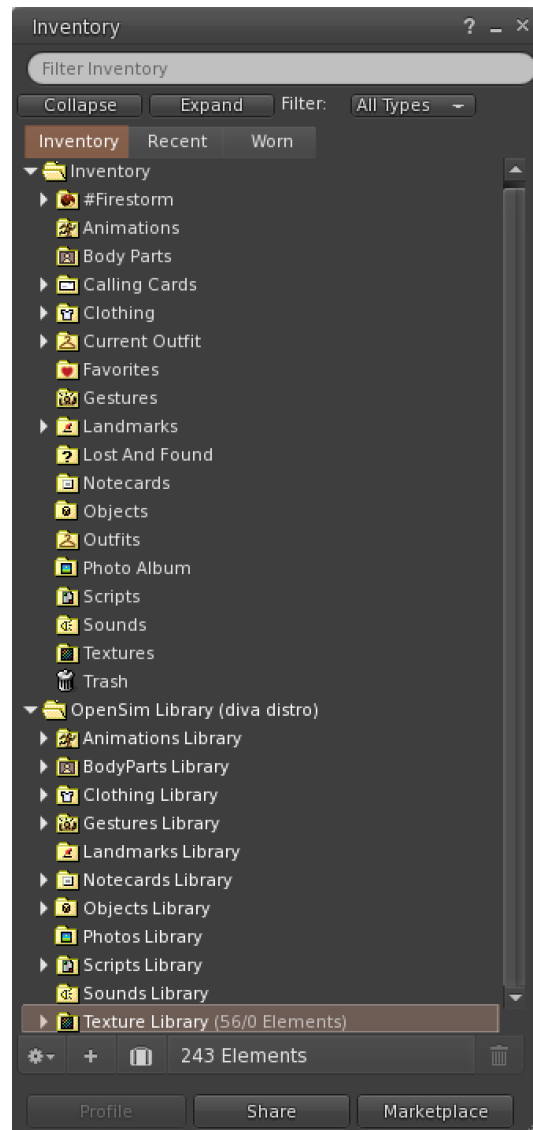 Inventory ? _ ×
Filter Inventory
Collapse Expand Filter: All Types
Inventory Recent Worn
Inventory
#Firestorm
Animations
Body Parts
Calling Cards
Clothing
Current Outfit
Favorites
Gestures
Landmarks
Lost And Found
Notecards
Objects
Outfits
Photo Album
Scripts
Sounds
Textures
Trash
OpenSim Library (diva distro)
Animations Library
BodyParts Library
Clothing Library
Gestures Library
Landmarks Library
Notecards Library
Objects Library
Photos Library
Scripts Library
Sounds Library
Texture Library (56/0 Elements)
+ 243 Elements
Profile Share Marketplace